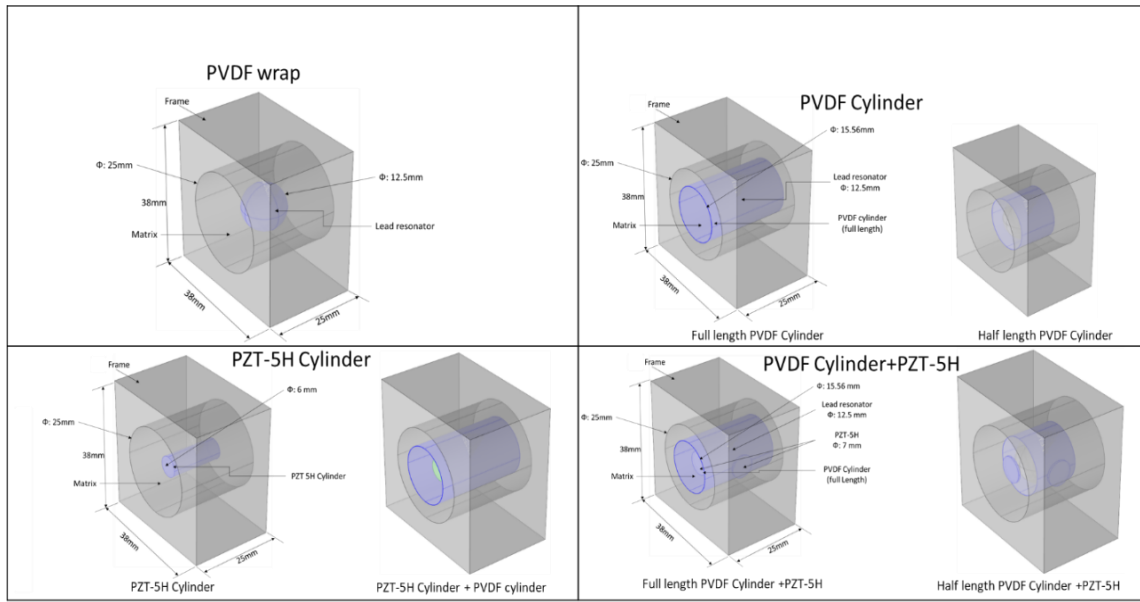 PVDF wrap
Frame
Φ: 25mm
Φ: 12.5mm
38mm
Lead resonator
Matrix
38mm
25mm
PVDF Cylinder
Frame
Φ: 15.56mm
Φ: 25mm
Lead resonator
Φ: 12.5mm
38mm
PVDF cylinder
(full length)
Matrix
38mm
25mm
Full length PVDF Cylinder
Half length PVDF Cylinder
PZT-5H Cylinder
Frame
Φ: 6 mm
Φ: 25mm
38mm
PZT 5H Cylinder
Matrix
38mm
25mm
PZT-5H Cylinder
PZT-5H Cylinder + PVDF cylinder
PVDF Cylinder+PZT-5H
Frame
Φ: 15.56 mm
Lead resonator
Φ: 12.5 mm
Φ: 25mm
PZT-5H
Φ: 7 mm
38mm
PVDF Cylinder
(full Length)
Matrix
38mm
25mm
Full length PVDF Cylinder +PZT-5H
Half length PVDF Cylinder +PZT-5H